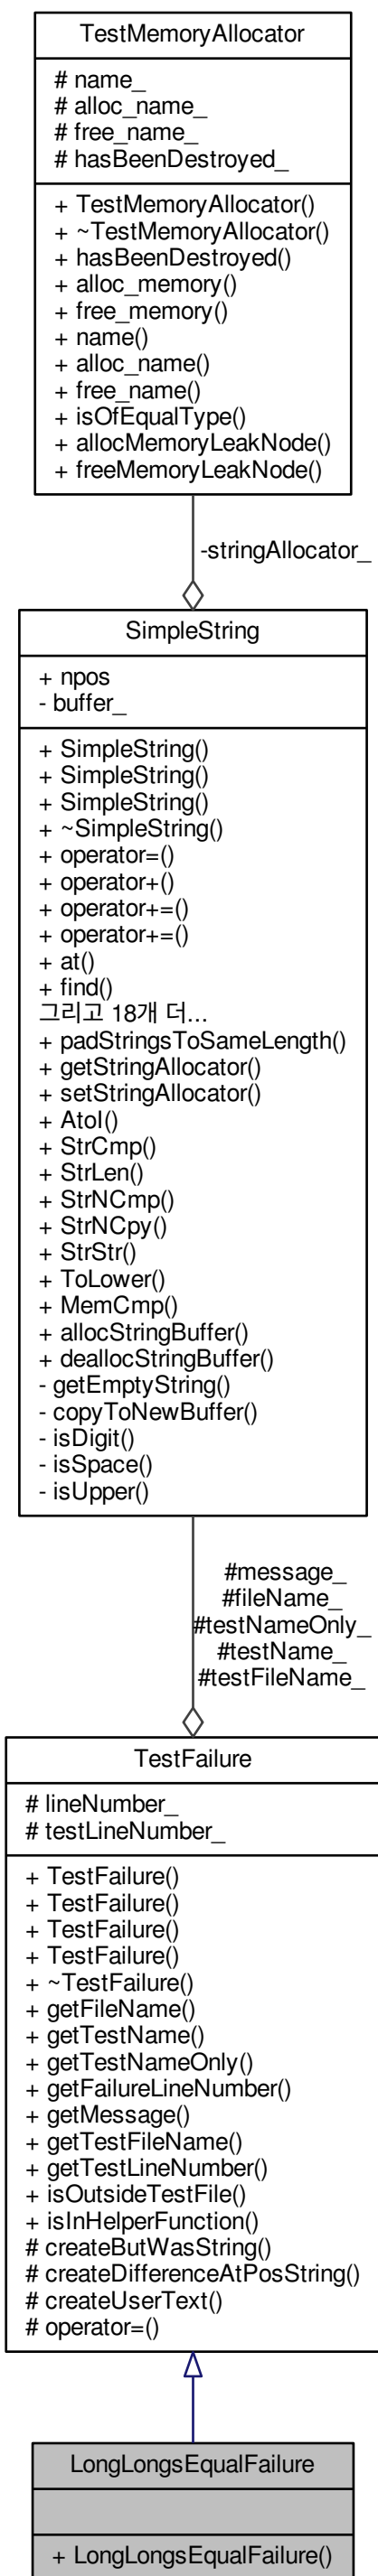 TestMemoryAllocator
# name_
# alloc_name_
# free_name_
# hasBeenDestroyed_
+ TestMemoryAllocator()
+ ~TestMemoryAllocator()
+ hasBeenDestroyed()
+ alloc_memory()
+ free_memory()
+ name()
+ alloc_name()
+ free_name()
+ isOfEqualType()
+ allocMemoryLeakNode()
+ freeMemoryLeakNode()
-stringAllocator_
SimpleString
+ npos
- buffer_
+ SimpleString()
+ SimpleString()
+ SimpleString()
+ ~SimpleString()
+ operator=()
+ operator+()
+ operator+=()
+ operator+=()
+ at()
+ find()
그리고 18개 더...
+ padStringsToSameLength()
+ getStringAllocator()
+ setStringAllocator()
+ AtoI()
+ StrCmp()
+ StrLen()
+ StrNCmp()
+ StrNCpy()
+ StrStr()
+ ToLower()
+ MemCmp()
+ allocStringBuffer()
+ deallocStringBuffer()
- getEmptyString()
- copyToNewBuffer()
- isDigit()
- isSpace()
- isUpper()
#message_
#fileName_
#testNameOnly_
#testName_
#testFileName_
TestFailure
# lineNumber_
# testLineNumber_
+ TestFailure()
+ TestFailure()
+ TestFailure()
+ TestFailure()
+ ~TestFailure()
+ getFileName()
+ getTestName()
+ getTestNameOnly()
+ getFailureLineNumber()
+ getMessage()
+ getTestFileName()
+ getTestLineNumber()
+ isOutsideTestFile()
+ isInHelperFunction()
# createButWasString()
# createDifferenceAtPosString()
# createUserText()
# operator=()
LongLongsEqualFailure
+ LongLongsEqualFailure()